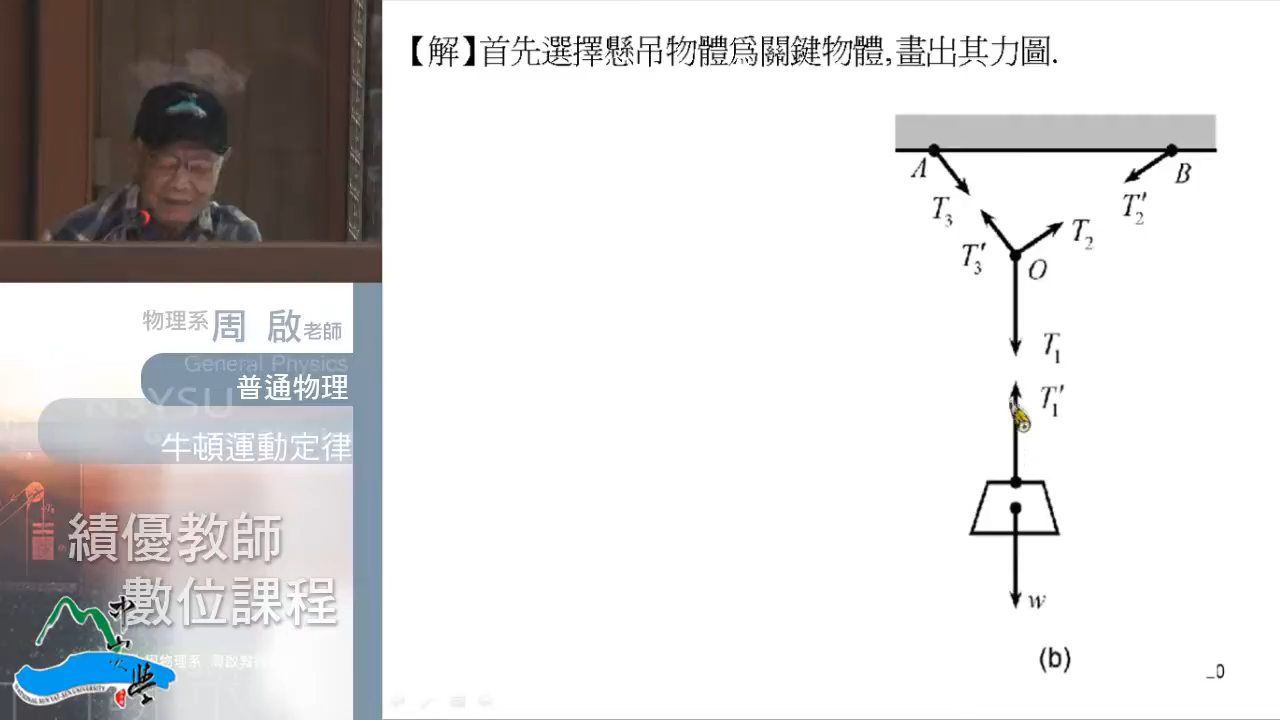 【解】首先選擇懸吊物體爲關鍵物體,畫出其力圖.
A
B
T₃
T₂′
T₃′
T₂
O
T₁
T₁′
w
(b)
_0
物理系周 啟老師
General Physics
普通物理
NSYSU
牛頓運動定律
績優教師
數位課程